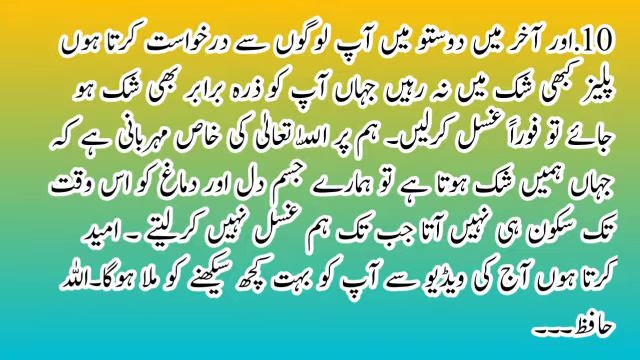 10.اور آخر میں دوستو میں آپ لوگوں سے درخواست کرتا ہوں
پلیز کبھی شک میں نہ رہیں جہاں آپ کو ذرہ برابر بھی شک ہو
جائے تو فوراً غسل کرلیں۔ ہم پر اللہ تعالیٰ کی خاص مہربانی ہے کہ
جہاں ہمیں شک ہوتا ہے تو ہمارے جسم دل اور دماغ کو اس وقت
تک سکون ہی نہیں آتا جب تک ہم غسل نہیں کرلیتے ۔ امید
کرتا ہوں آج کی ویڈیو سے آپ کو بہت کچھ سیکھنے کو ملا ہوگا۔اللہ
حافظ۔۔۔